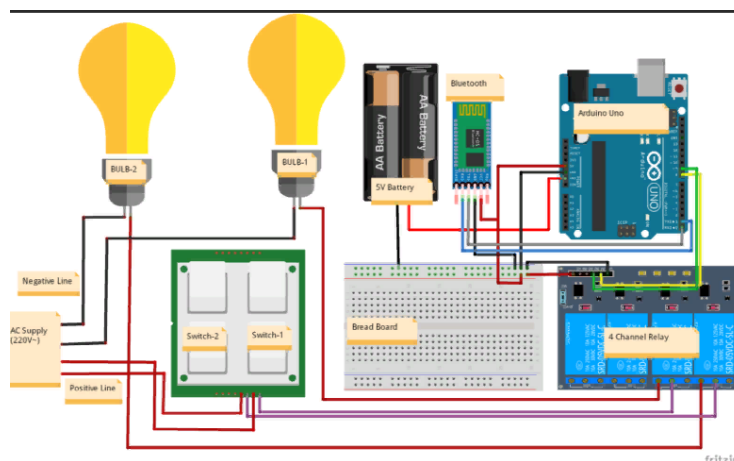 BULB-2
BULB-1
AA Battery
AA Battery
5V Battery
Bluetooth
Arduino Uno
UNO
Negative Line
AC Supply
(220V~)
Switch-2
Switch-1
Positive Line
Bread Board
4 Channel Relay